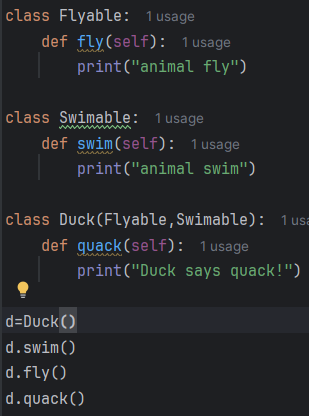 class Flyable:  1 usage
    def fly(self):  1 usage
        print("animal fly")

class Swimable:  1 usage
    def swim(self):  1 usage
        print("animal swim")

class Duck(Flyable,Swimable):  1 usage
    def quack(self):  1 usage
        print("Duck says quack!")

d=Duck()
d.swim()
d.fly()
d.quack()